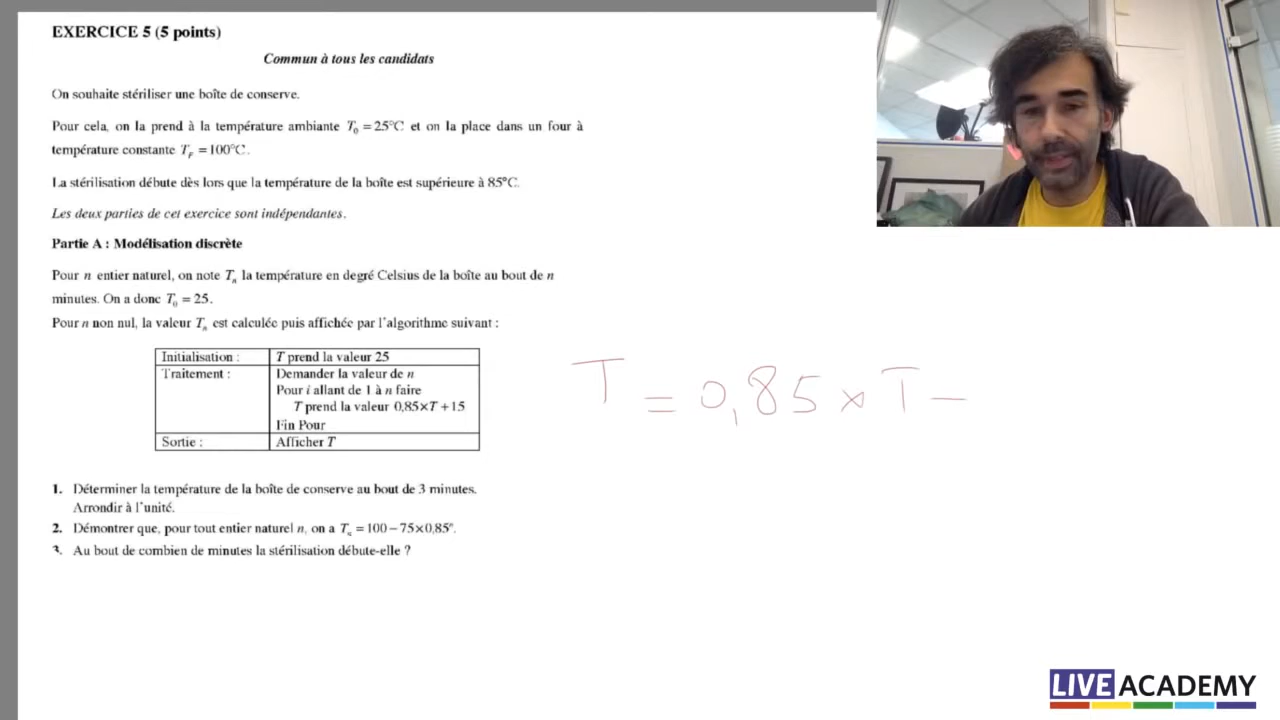 EXERCICE 5 (5 points)
Commun à tous les candidats
On souhaite stériliser une boîte de conserve.
Pour cela, on la prend à la température ambiante T₀ = 25°C et on la place dans un four à
température constante T_F = 100°C.
La stérilisation débute dès lors que la température de la boîte est supérieure à 85°C.
Les deux parties de cet exercice sont indépendantes.
Partie A : Modélisation discrète
Pour n entier naturel, on note Tₙ la température en degré Celsius de la boîte au bout de n
minutes. On a donc T₀ = 25.
Pour n non nul, la valeur Tₙ est calculée puis affichée par l'algorithme suivant :
Initialisation : T prend la valeur 25
Traitement : Demander la valeur de n
Pour i allant de 1 à n faire
T prend la valeur 0,85×T + 15
Fin Pour
Sortie : Afficher T
T = 0,85 × T –
1. Déterminer la température de la boîte de conserve au bout de 3 minutes.
Arrondir à l'unité.
2. Démontrer que, pour tout entier naturel n, on a Tₙ = 100 – 75×0,85ⁿ.
3. Au bout de combien de minutes la stérilisation débute-elle ?
LIVE ACADEMY